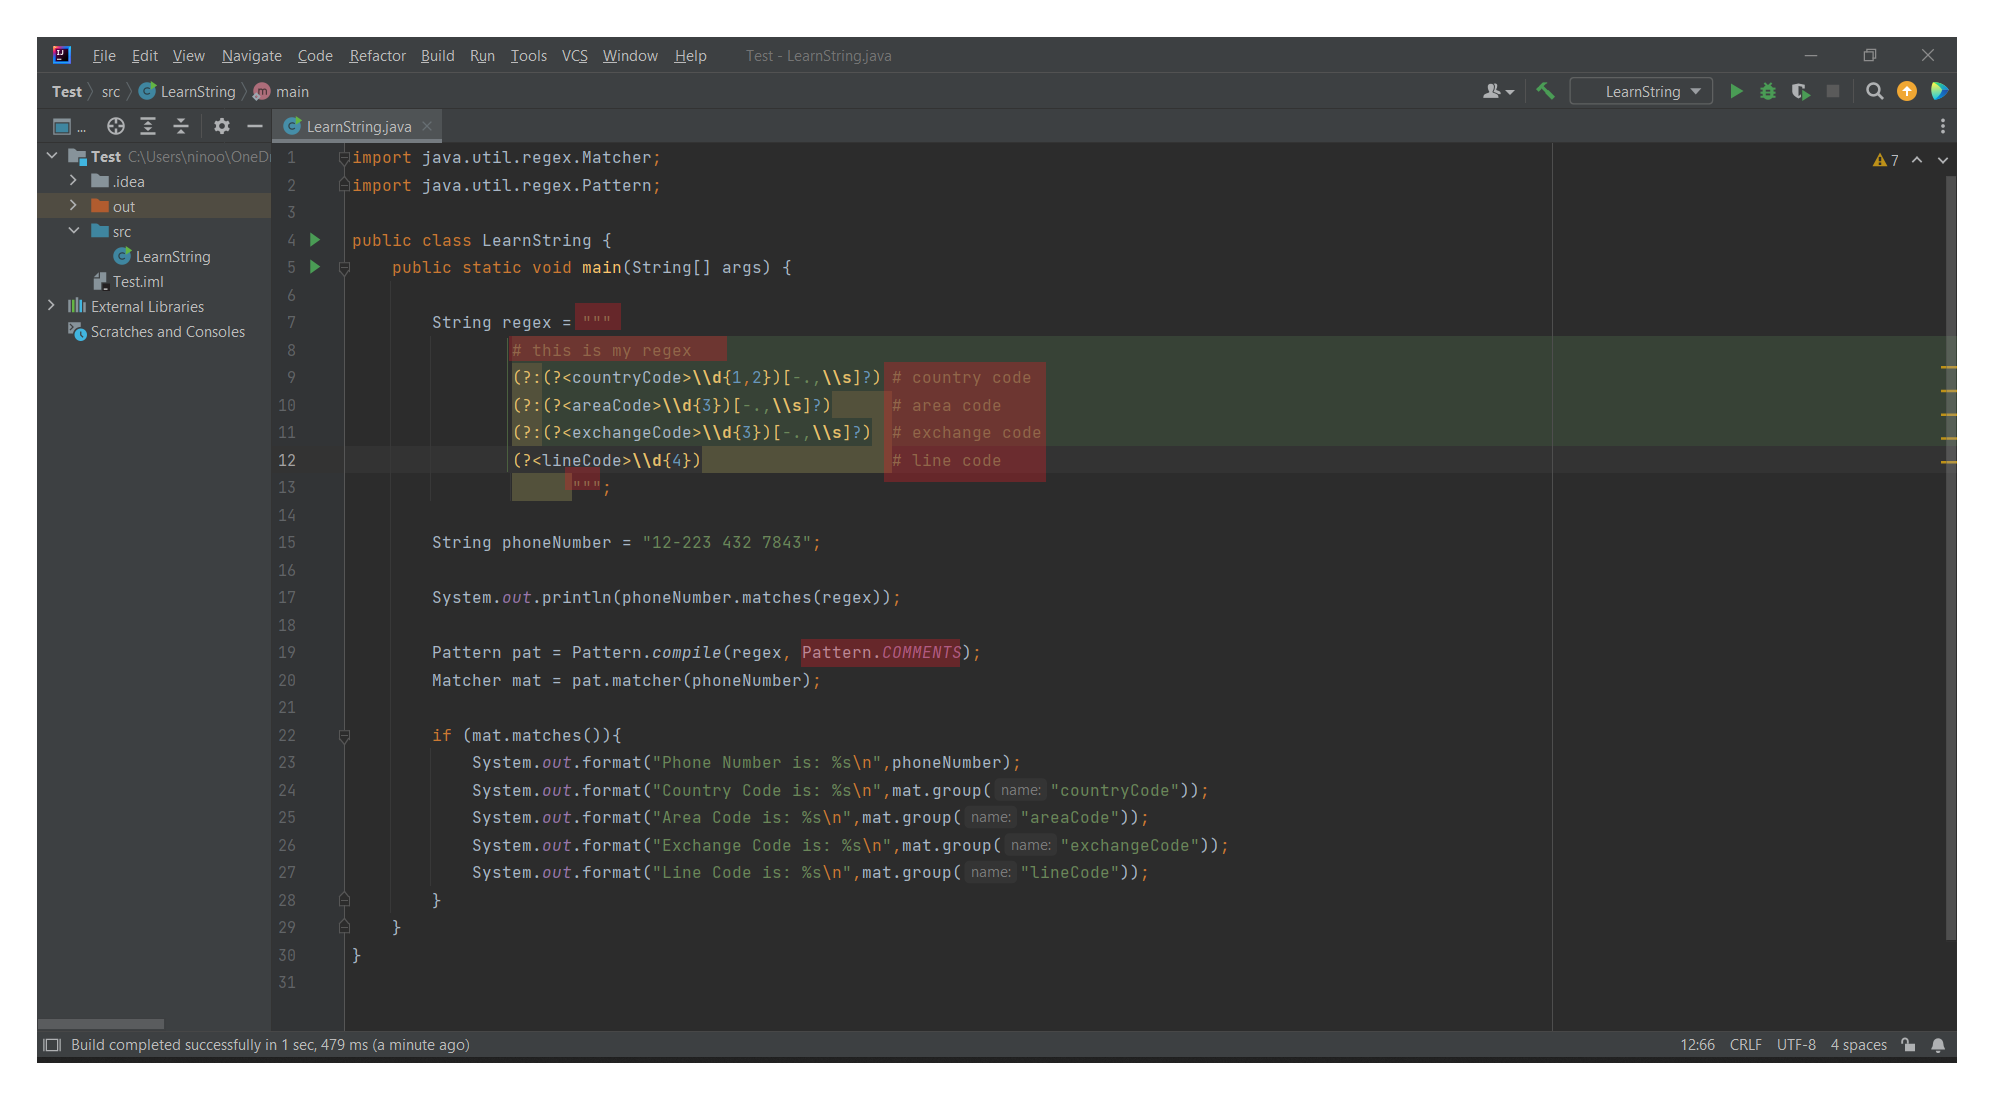 File Edit View Navigate Code Refactor Build Run Tools VCS Window Help Test - LearnString.java
Test src LearnString main LearnString
... LearnString.java
Test C:\Users\ninoo\OneD
.idea
out
src
LearnString
Test.iml
External Libraries
Scratches and Consoles
7
1 import java.util.regex.Matcher;
2 import java.util.regex.Pattern;
3
4 public class LearnString {
5 public static void main(String[] args) {
6
7 String regex = """
8 # this is my regex
9 (?:(?<countryCode>\\d{1,2})[-.,\\s]?) # country code
10 (?:(?<areaCode>\\d{3})[-.,\\s]?) # area code
11 (?:(?<exchangeCode>\\d{3})[-.,\\s]?) # exchange code
12 (?<lineCode>\\d{4}) # line code
13 """;
14
15 String phoneNumber = "12-223 432 7843";
16
17 System.out.println(phoneNumber.matches(regex));
18
19 Pattern pat = Pattern.compile(regex, Pattern.COMMENTS);
20 Matcher mat = pat.matcher(phoneNumber);
21
22 if (mat.matches()){
23 System.out.format("Phone Number is: %s\n",phoneNumber);
24 System.out.format("Country Code is: %s\n",mat.group( name: "countryCode"));
25 System.out.format("Area Code is: %s\n",mat.group( name: "areaCode"));
26 System.out.format("Exchange Code is: %s\n",mat.group( name: "exchangeCode"));
27 System.out.format("Line Code is: %s\n",mat.group( name: "lineCode"));
28 }
29 }
30 }
31
Build completed successfully in 1 sec, 479 ms (a minute ago) 12:66 CRLF UTF-8 4 spaces